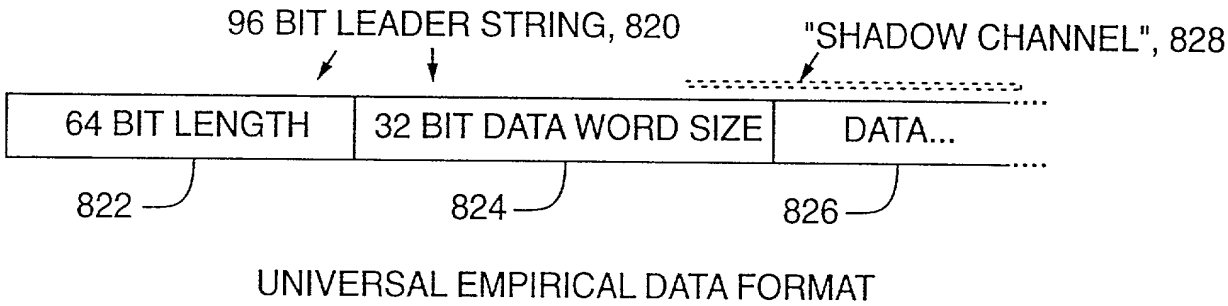 96 BIT LEADER STRING, 820
"SHADOW CHANNEL", 828
64 BIT LENGTH
32 BIT DATA WORD SIZE
DATA...
822
824
826
UNIVERSAL EMPIRICAL DATA FORMAT